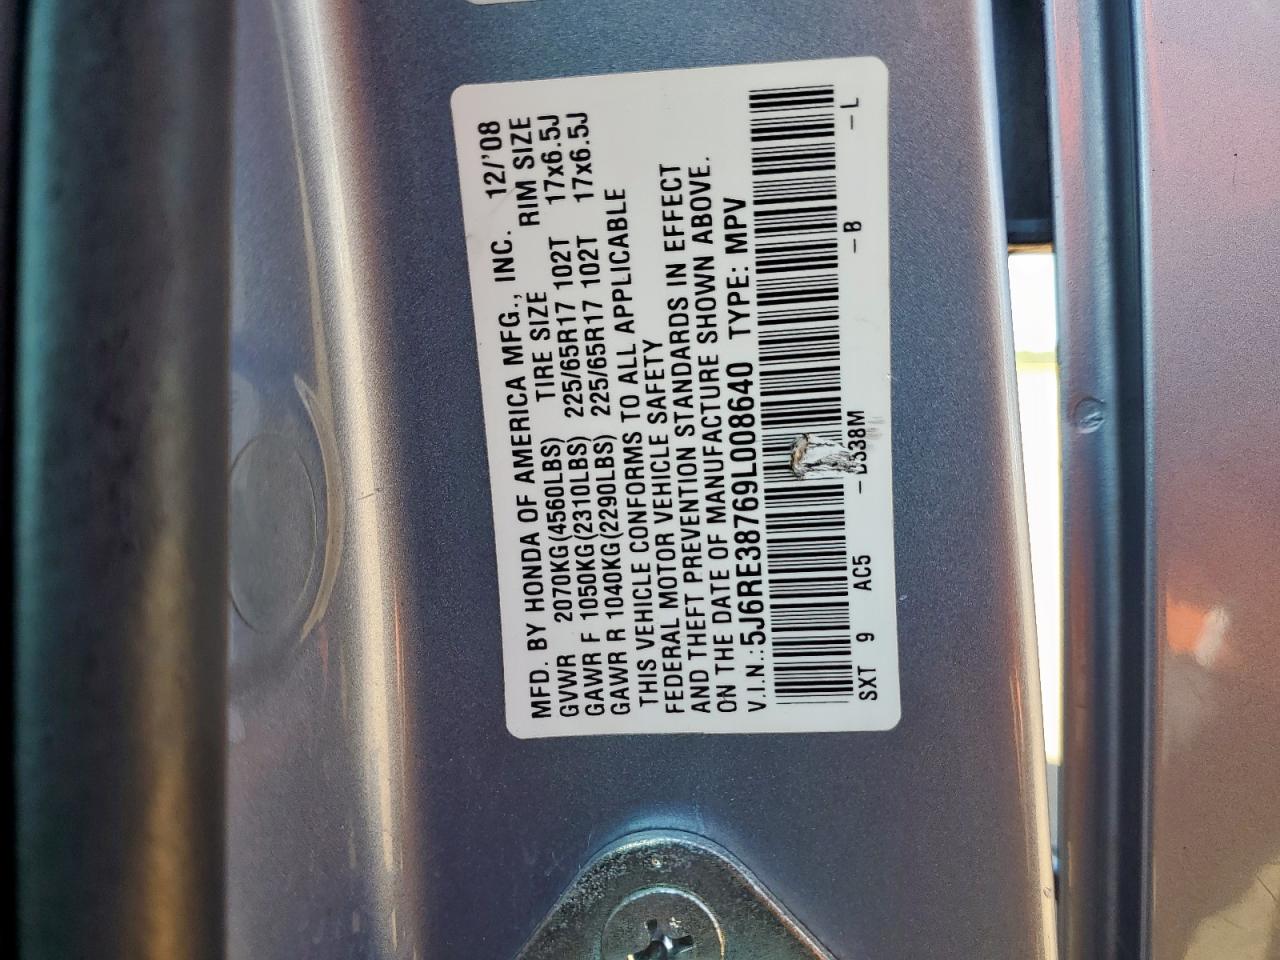 MFD. BY HONDA OF AMERICA MFG., INC. 12/'08
GVWR 2070KG(4560LBS) TIRE SIZE RIM SIZE
GAWR F 1050KG(2310LBS) 225/65R17 102T 17x6.5J
GAWR R 1040KG(2290LBS) 225/65R17 102T 17x6.5J
THIS VEHICLE CONFORMS TO ALL APPLICABLE
FEDERAL MOTOR VEHICLE SAFETY
AND THEFT PREVENTION STANDARDS IN EFFECT
ON THE DATE OF MANUFACTURE SHOWN ABOVE.
V.I.N.:5J6RE38769L008640 TYPE: MPV
SXT 9 AC5 –B –L